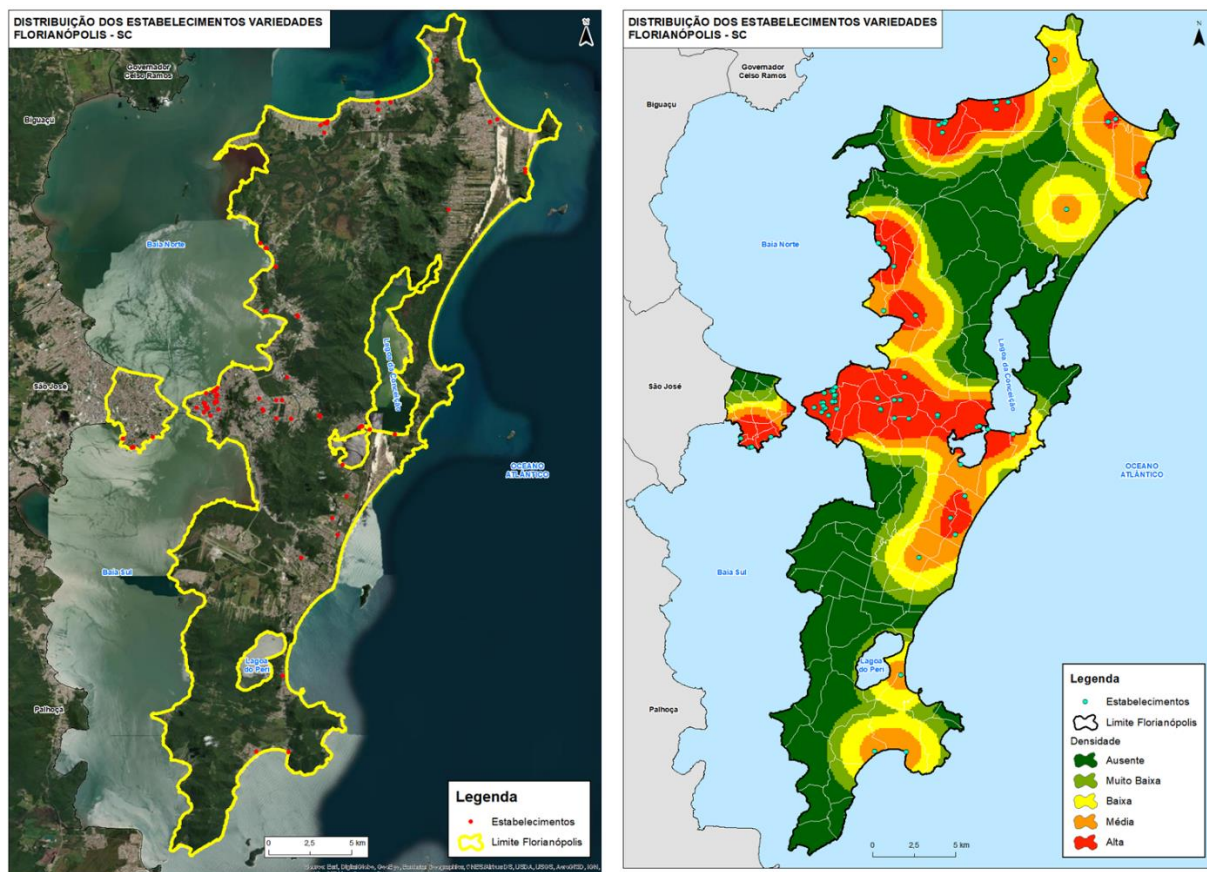 DISTRIBUIÇÃO DOS ESTABELECIMENTOS VARIEDADES
FLORIANÓPOLIS - SC
N
Governador
Celso Ramos
Biguaçu
Baía Norte
Lagoa da Conceição
São José
OCEANO
ATLÂNTICO
Baía Sul
Lagoa
do Peri
Palhoça
Legenda
Estabelecimentos
Limite Florianópolis
0 2,5 5 km
DISTRIBUIÇÃO DOS ESTABELECIMENTOS VARIEDADES
FLORIANÓPOLIS - SC
N
Governador
Celso Ramos
Biguaçu
Baía Norte
Lagoa da Conceição
São José
OCEANO
ATLÂNTICO
Baía Sul
Lagoa
do Peri
Palhoça
Legenda
Estabelecimentos
Limite Florianópolis
Densidade
Ausente
Muito Baixa
Baixa
Média
Alta
0 2,5 5 km